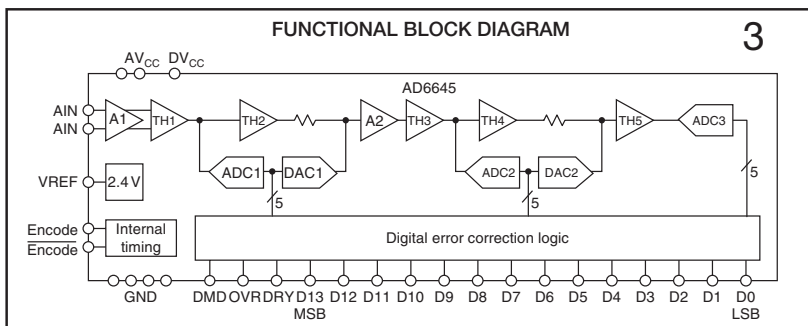 FUNCTIONAL BLOCK DIAGRAM
3
AVCC DVCC
AD6645
AIN
AIN
A1
TH1
TH2
A2
TH3
TH4
TH5
ADC3
ADC1
DAC1
ADC2
DAC2
VREF
2.4 V
5
5
5
Encode
Encode
Internal
timing
Digital error correction logic
GND
DMD OVR DRY D13 D12 D11 D10 D9 D8 D7 D6 D5 D4 D3 D2 D1 D0
MSB
LSB